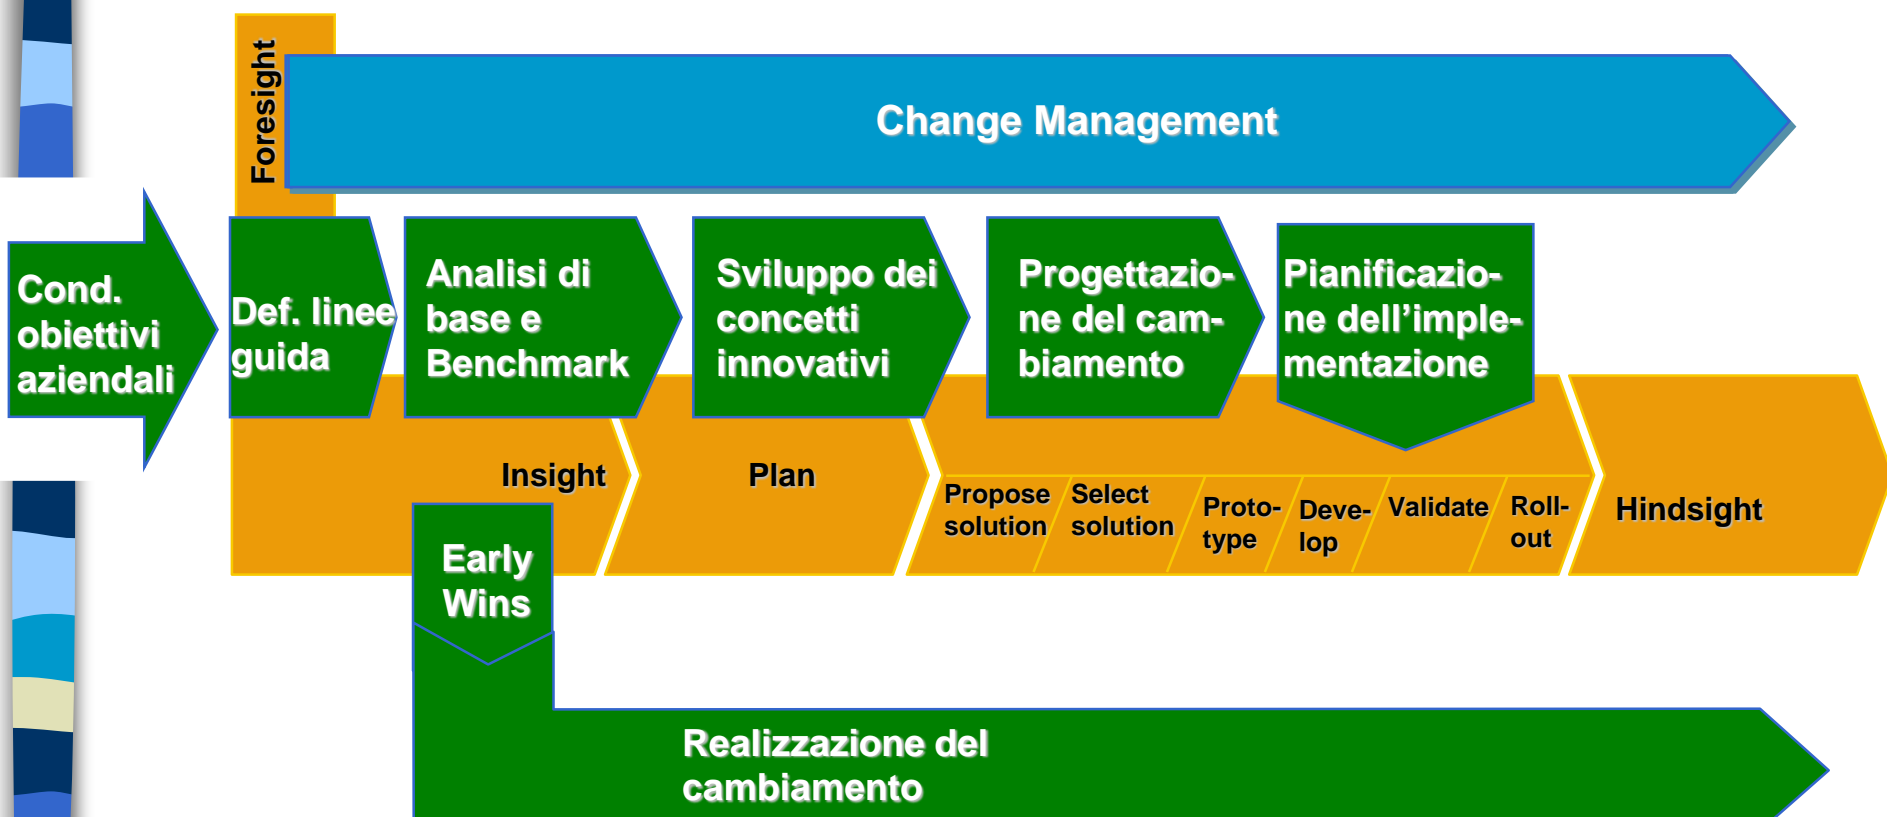 Foresight
Change Management
Cond.
obiettivi
aziendali
Def. linee
guida
Analisi di
base e
Benchmark
Sviluppo dei
concetti
innovativi
Progettazio-
ne del cam-
biamento
Pianificazio-
ne dell’imple-
mentazione
Insight
Plan
Propose
solution
Select
solution
Proto-
type
Deve-
lop
Validate
Roll-
out
Hindsight
Early
Wins
Realizzazione del
cambiamento